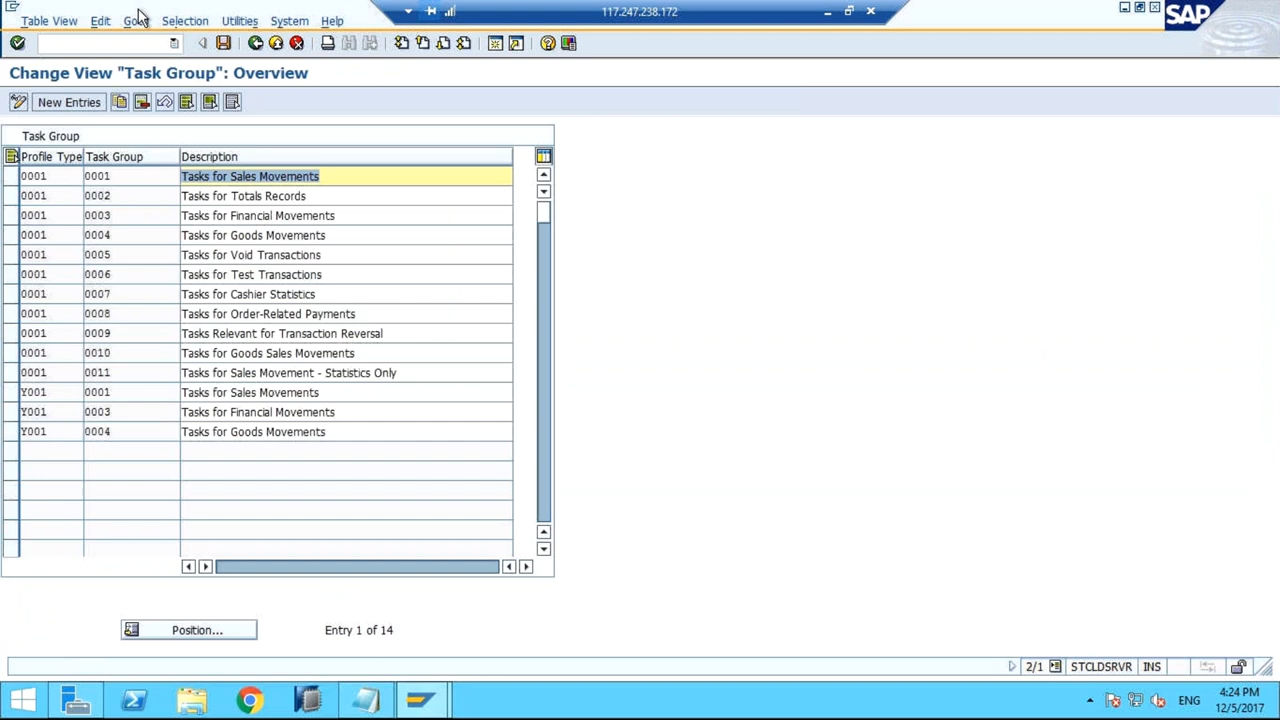 117.247.238.172
SAP
Table View Edit Goto Selection Utilities System Help
Change View "Task Group": Overview
New Entries
Task Group
Profile Type Task Group Description
0001 0001 Tasks for Sales Movements
0001 0002 Tasks for Totals Records
0001 0003 Tasks for Financial Movements
0001 0004 Tasks for Goods Movements
0001 0005 Tasks for Void Transactions
0001 0006 Tasks for Test Transactions
0001 0007 Tasks for Cashier Statistics
0001 0008 Tasks for Order-Related Payments
0001 0009 Tasks Relevant for Transaction Reversal
0001 0010 Tasks for Goods Sales Movements
0001 0011 Tasks for Sales Movement - Statistics Only
Y001 0001 Tasks for Sales Movements
Y001 0003 Tasks for Financial Movements
Y001 0004 Tasks for Goods Movements
Position... Entry 1 of 14
2/1 STCLDSRVR INS
ENG
4:24 PM
12/5/2017